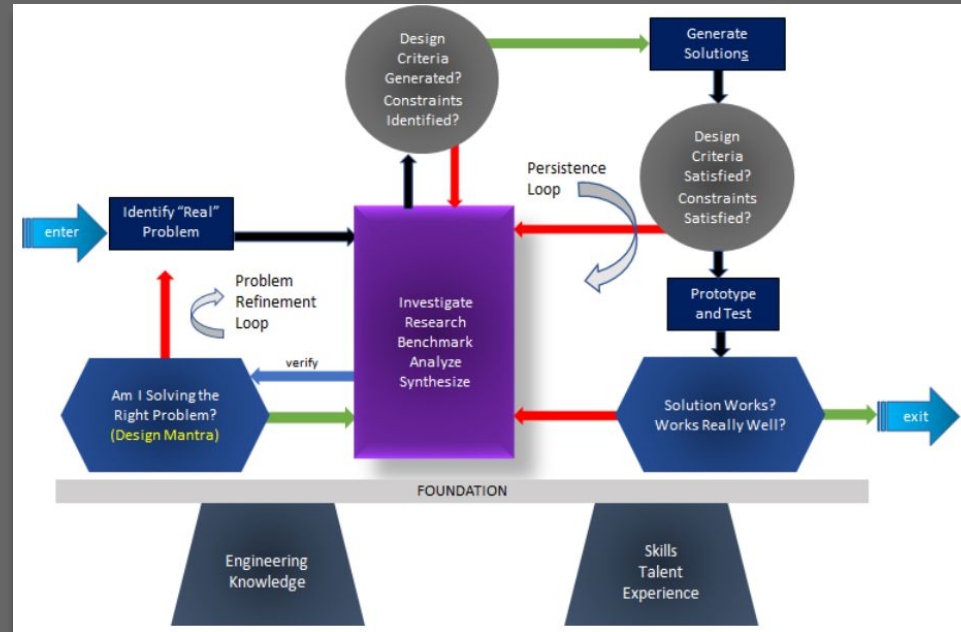 Design
Criteria
Generated?
Constraints
Identified?
Generate
Solutions
Design
Criteria
Satisfied?
Constraints
Satisfied?
Persistence
Loop
enter
Identify “Real”
Problem
Problem
Refinement
Loop
Investigate
Research
Benchmark
Analyze
Synthesize
Prototype
and Test
verify
Am I Solving the
Right Problem?
(Design Mantra)
Solution Works?
Works Really Well?
exit
FOUNDATION
Engineering
Knowledge
Skills
Talent
Experience